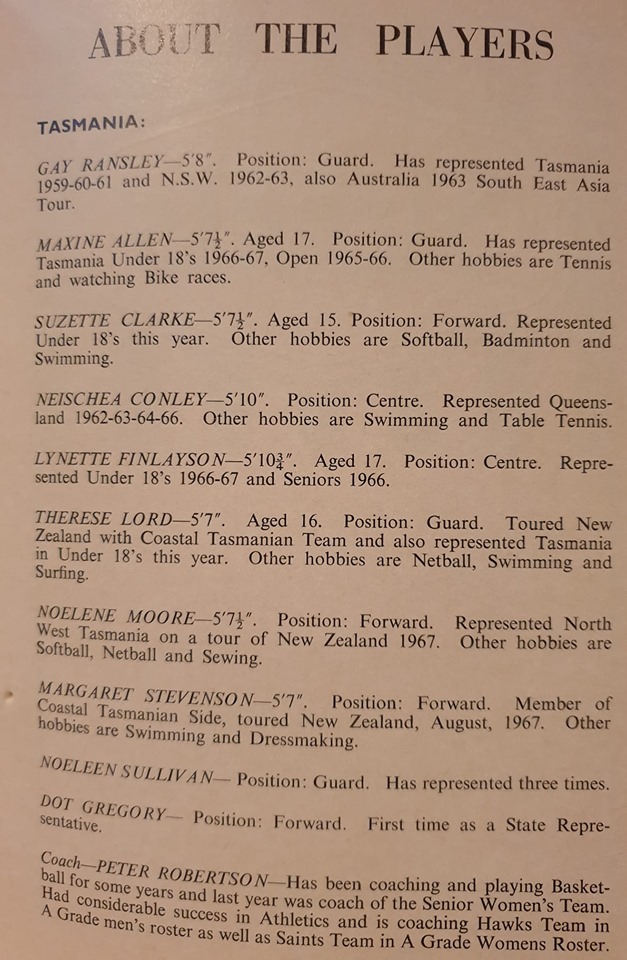 ABOUT THE PLAYERS
TASMANIA:
GAY RANSLEY—5'8". Position: Guard. Has represented Tasmania
1959-60-61 and N.S.W. 1962-63, also Australia 1963 South East Asia
Tour.
MAXINE ALLEN—5'7½". Aged 17. Position: Guard. Has represented
Tasmania Under 18's 1966-67, Open 1965-66. Other hobbies are Tennis
and watching Bike races.
SUZETTE CLARKE—5'7½". Aged 15. Position: Forward. Represented
Under 18's this year. Other hobbies are Softball, Badminton and
Swimming.
NEISCHEA CONLEY—5'10". Position: Centre. Represented Queens-
land 1962-63-64-66. Other hobbies are Swimming and Table Tennis.
LYNETTE FINLAYSON—5'10¾". Aged 17. Position: Centre. Repre-
sented Under 18's 1966-67 and Seniors 1966.
THERESE LORD—5'7". Aged 16. Position: Guard. Toured New
Zealand with Coastal Tasmanian Team and also represented Tasmania
in Under 18's this year. Other hobbies are Netball, Swimming and
Surfing.
NOELENE MOORE—5'7½". Position: Forward. Represented North
West Tasmania on a tour of New Zealand 1967. Other hobbies are
Softball, Netball and Sewing.
MARGARET STEVENSON—5'7". Position: Forward. Member of
Coastal Tasmanian Side, toured New Zealand, August, 1967. Other
hobbies are Swimming and Dressmaking.
NOELEEN SULLIVAN— Position: Guard. Has represented three times.
DOT GREGORY— Position: Forward. First time as a State Repre-
sentative.
Coach—PETER ROBERTSON—Has been coaching and playing Basket-
ball for some years and last year was coach of the Senior Women's Team.
Had considerable success in Athletics and is coaching Hawks Team in
A Grade men's roster as well as Saints Team in A Grade Womens Roster.